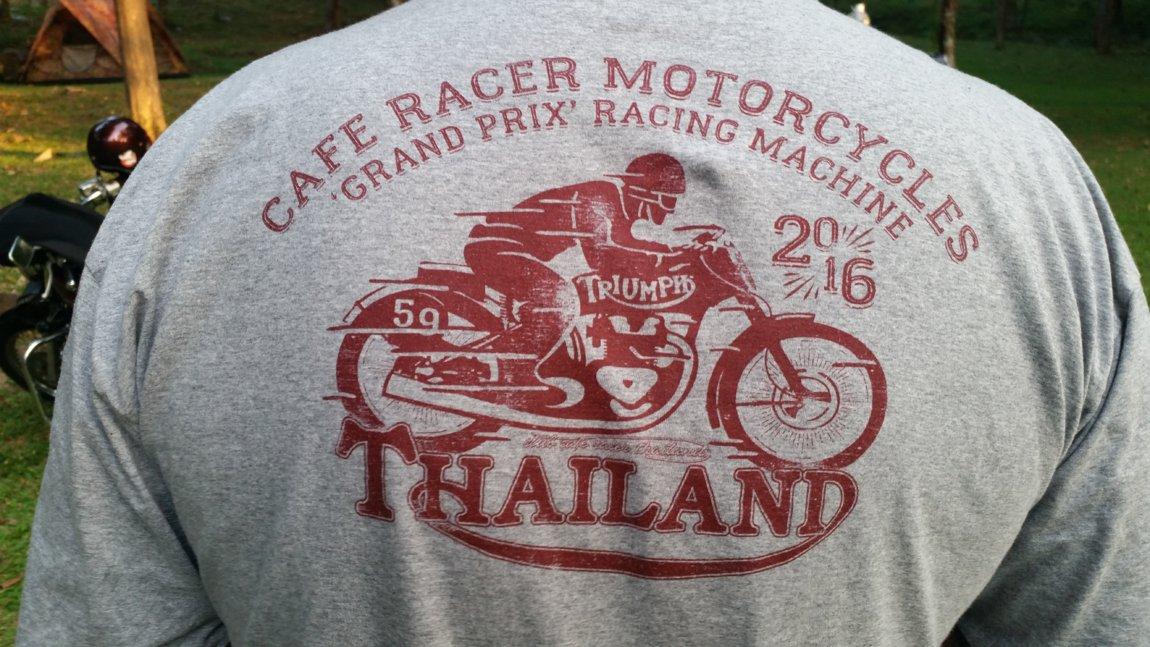 CAFE RACER MOTORCYCLES
'GRAND PRIX' RACING MACHINE
2016
TRIUMPH
59
THAILAND